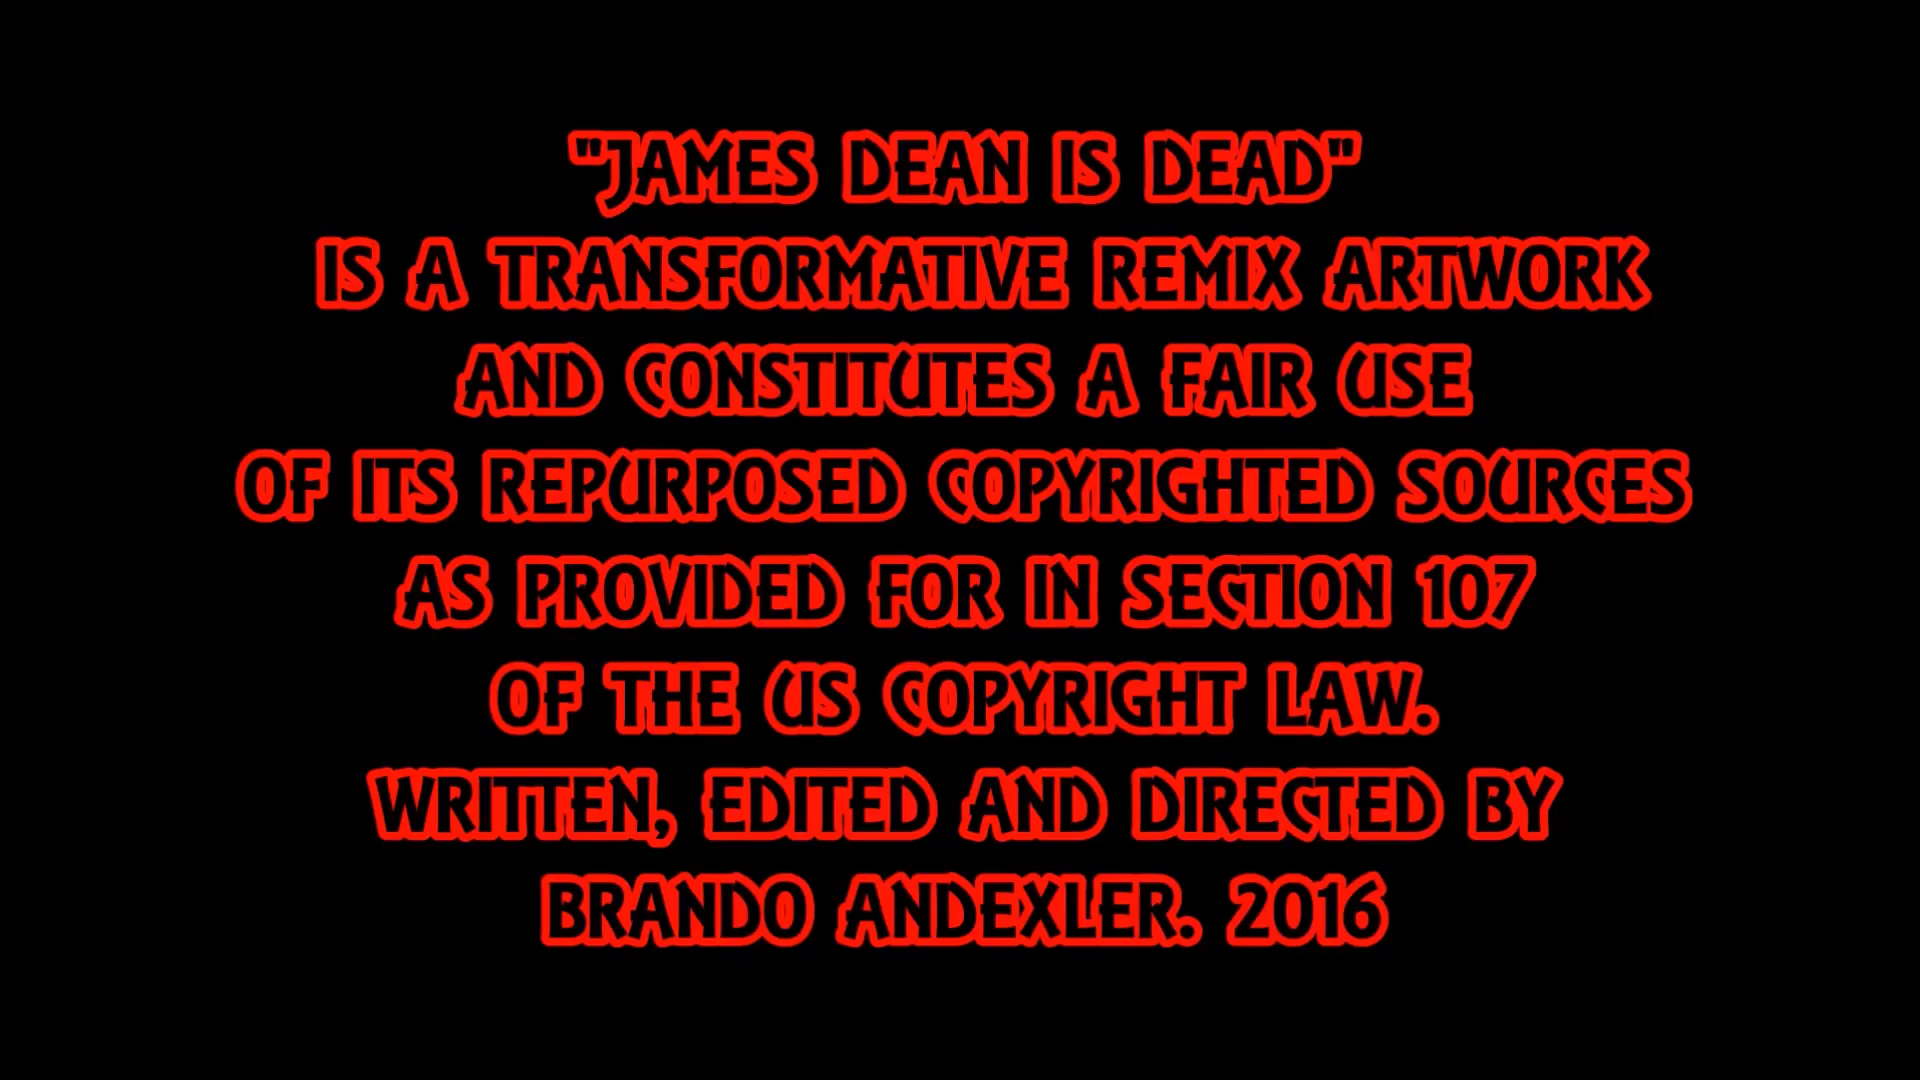 "JAMES DEAN IS DEAD"
IS A TRANSFORMATIVE REMIX ARTWORK
AND CONSTITUTES A FAIR USE
OF ITS REPURPOSED COPYRIGHTED SOURCES
AS PROVIDED FOR IN SECTION 107
OF THE US COPYRIGHT LAW.
WRITTEN, EDITED AND DIRECTED BY
BRANDO ANDEXLER. 2016